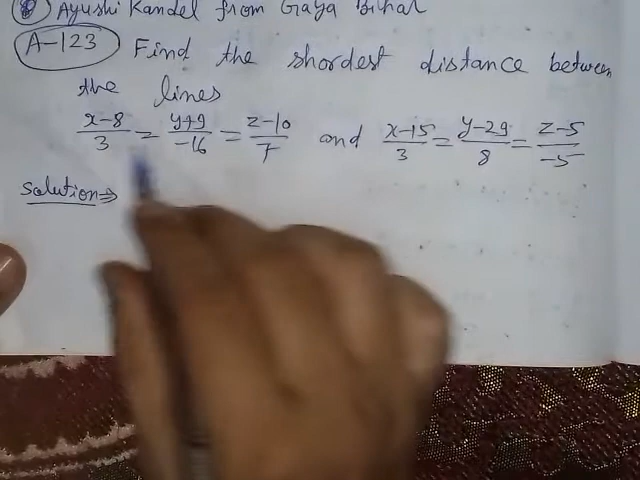 8 Ayushi Kandel from Gaya Bihar
A-123 Find the shordest distance between
the lines
x-8/3 = y+9/-16 = z-10/7 and x-15/3 = y-29/8 = z-5/-5
Solution ⇒